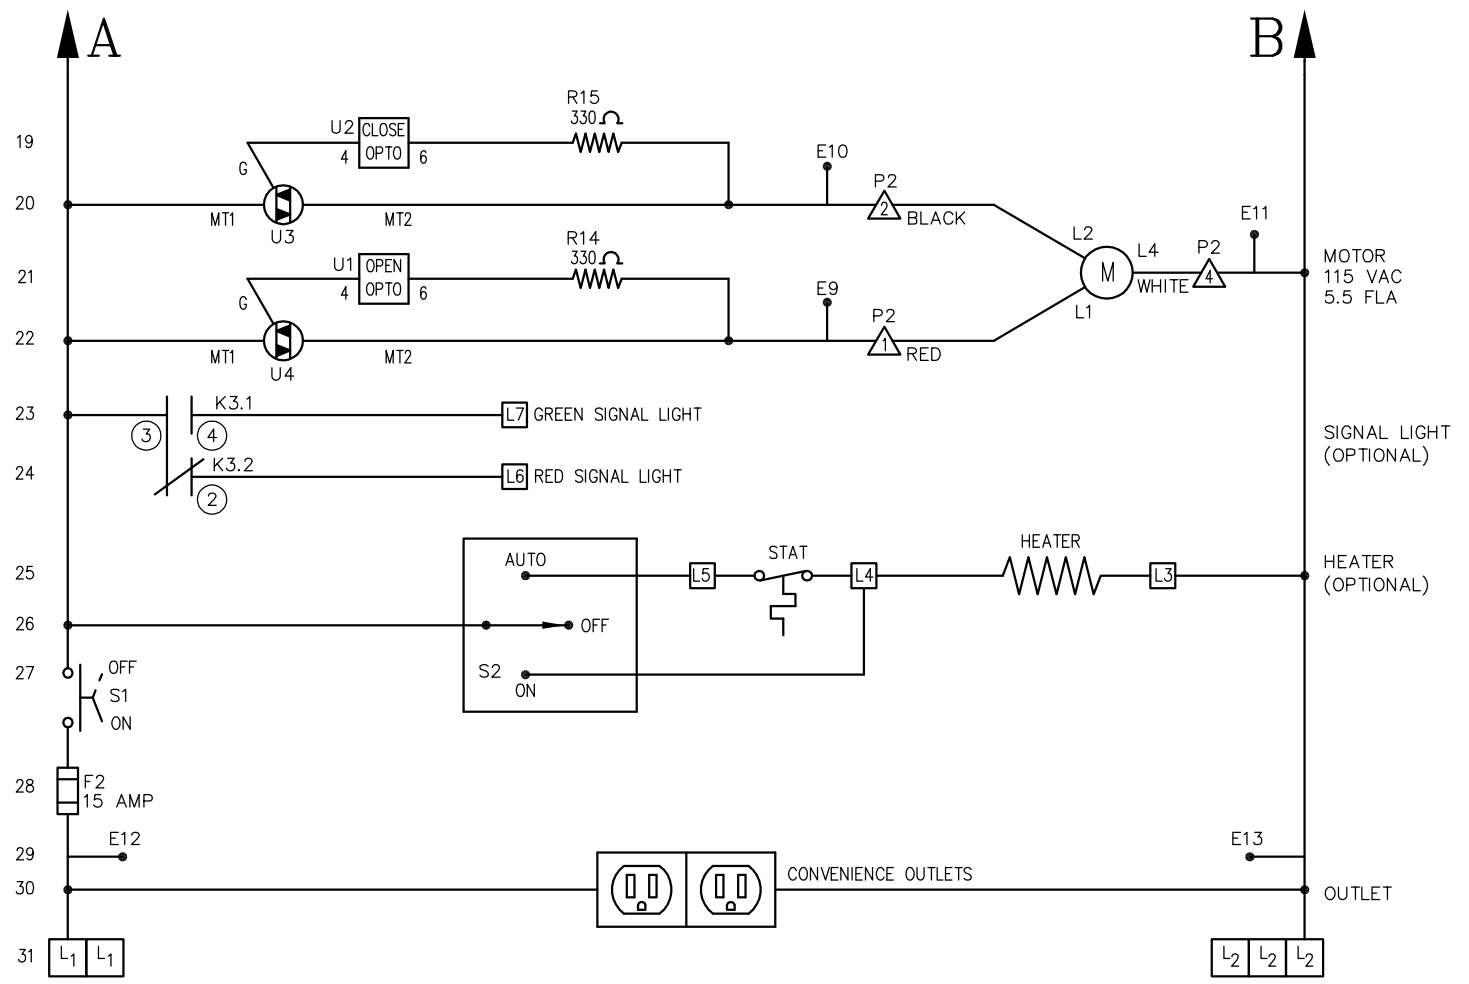 A
B
19
U2
CLOSE
OPTO
4
6
R15
330Ω
G
E10
P2
2
BLACK
20
MT1
MT2
U3
E11
L2
L4
P2
4
M
WHITE
L1
MOTOR
115 VAC
5.5 FLA
21
U1
OPEN
OPTO
4
6
R14
330Ω
G
E9
P2
1
RED
22
MT1
MT2
U4
23
K3.1
3
4
L7
GREEN SIGNAL LIGHT
24
K3.2
2
L6
RED SIGNAL LIGHT
SIGNAL LIGHT
(OPTIONAL)
25
AUTO
L5
STAT
L4
HEATER
L3
HEATER
(OPTIONAL)
26
OFF
27
OFF
S1
ON
S2
ON
28
F2
15 AMP
29
E12
E13
30
CONVENIENCE OUTLETS
OUTLET
31
L1
L1
L2
L2
L2